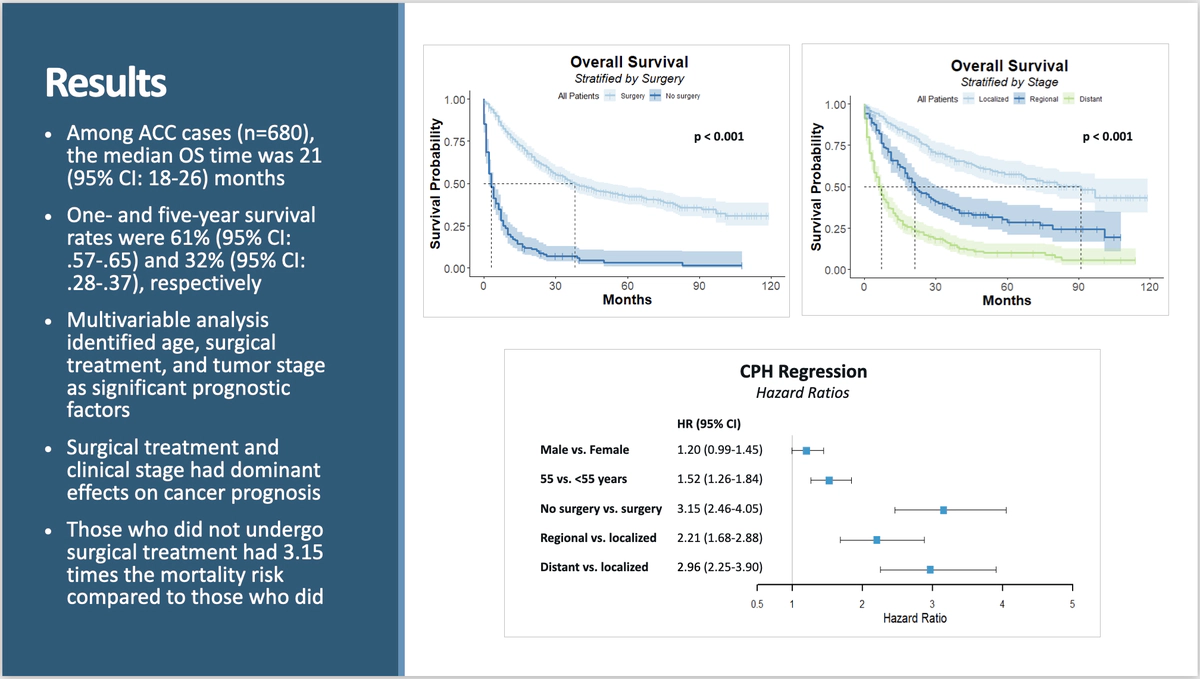 Results
• Among ACC cases (n=680),
the median OS time was 21
(95% CI: 18-26) months
• One- and five-year survival
rates were 61% (95% CI:
.57-.65) and 32% (95% CI:
.28-.37), respectively
• Multivariable analysis
identified age, surgical
treatment, and tumor stage
as significant prognostic
factors
• Surgical treatment and
clinical stage had dominant
effects on cancer prognosis
• Those who did not undergo
surgical treatment had 3.15
times the mortality risk
compared to those who did
Overall Survival
Stratified by Surgery
All Patients Surgery No surgery
p < 0.001
Survival Probability
1.00
0.75
0.50
0.25
0.00
0 30 60 90 120
Months
Overall Survival
Stratified by Stage
All Patients Localized Regional Distant
p < 0.001
Survival Probability
1.00
0.75
0.50
0.25
0.00
0 30 60 90 120
Months
CPH Regression
Hazard Ratios
HR (95% CI)
Male vs. Female 1.20 (0.99-1.45)
55 vs. <55 years 1.52 (1.26-1.84)
No surgery vs. surgery 3.15 (2.46-4.05)
Regional vs. localized 2.21 (1.68-2.88)
Distant vs. localized 2.96 (2.25-3.90)
0.5 1 2 3 4 5
Hazard Ratio